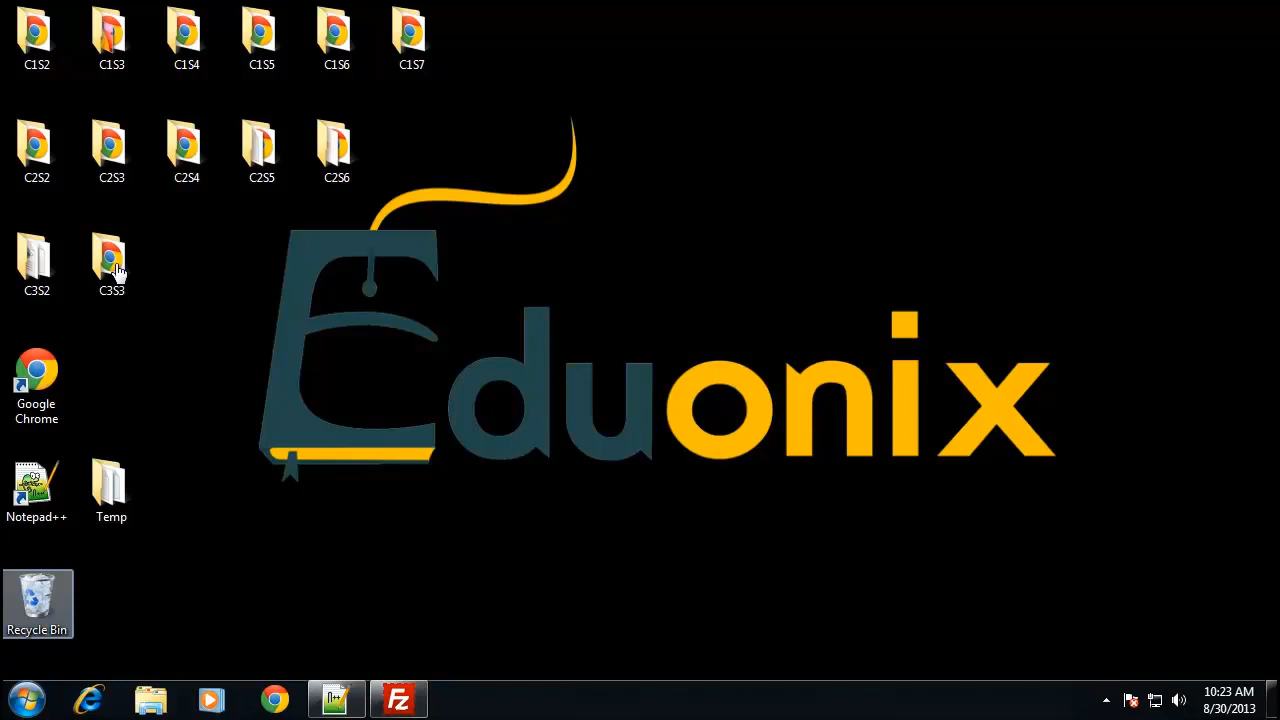 C1S2
C1S3
C1S4
C1S5
C1S6
C1S7
C2S2
C2S3
C2S4
C2S5
C2S6
C3S2
C3S3
Eduonix
Google
Chrome
Notepad++
Temp
Recycle Bin
10:23 AM
8/30/2013